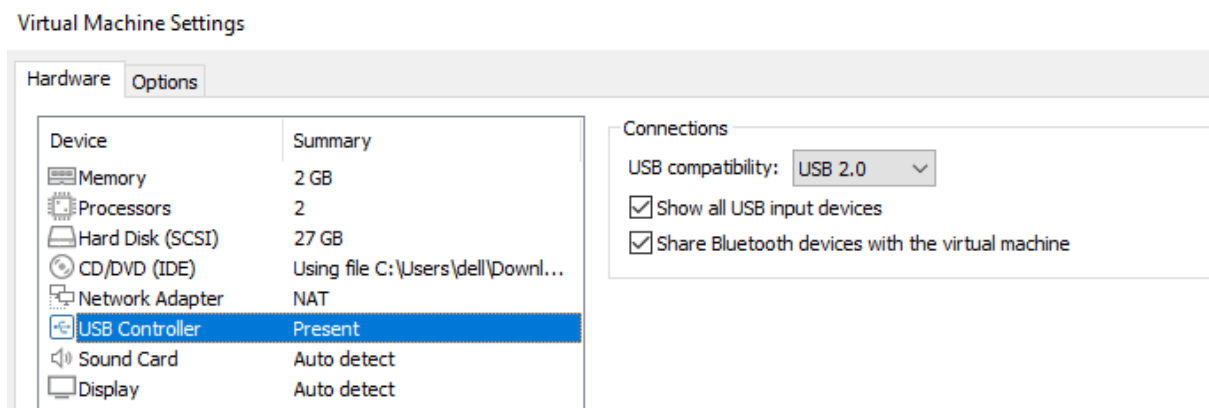 Virtual Machine Settings
Hardware Options
Device Summary
Memory 2 GB
Processors 2
Hard Disk (SCSI) 27 GB
CD/DVD (IDE) Using file C:\Users\dell\Downl...
Network Adapter NAT
USB Controller Present
Sound Card Auto detect
Display Auto detect
Connections
USB compatibility: USB 2.0
Show all USB input devices
Share Bluetooth devices with the virtual machine